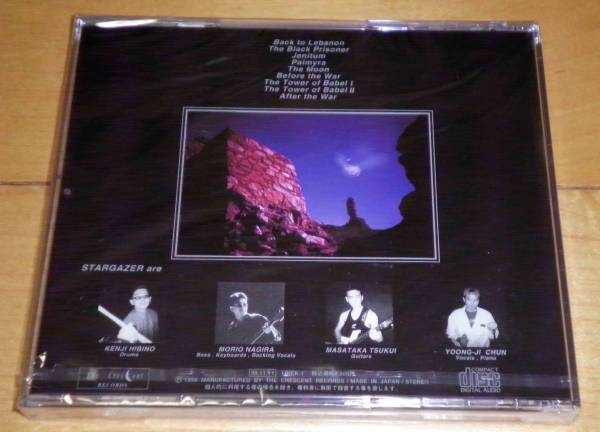 Back to Lebanon
The Black Prisoner
Jenitum
Palmyra
The Moon
Before the War
The Tower of Babel I
The Tower of Babel II
After the War
STARGAZER are
KENJI HIBINO
Drums
MORIO NAGIRA
Bass, Keyboards, Backing Vocals
MASATAKA TSUKUI
Guitars
YOONG-JI CHUN
Vocals, Piano
RECORDS
COMPACT
disc
DIGITAL AUDIO
MANUFACTURED BY THE CRESCENT RECORDS / MADE IN JAPAN / STEREO